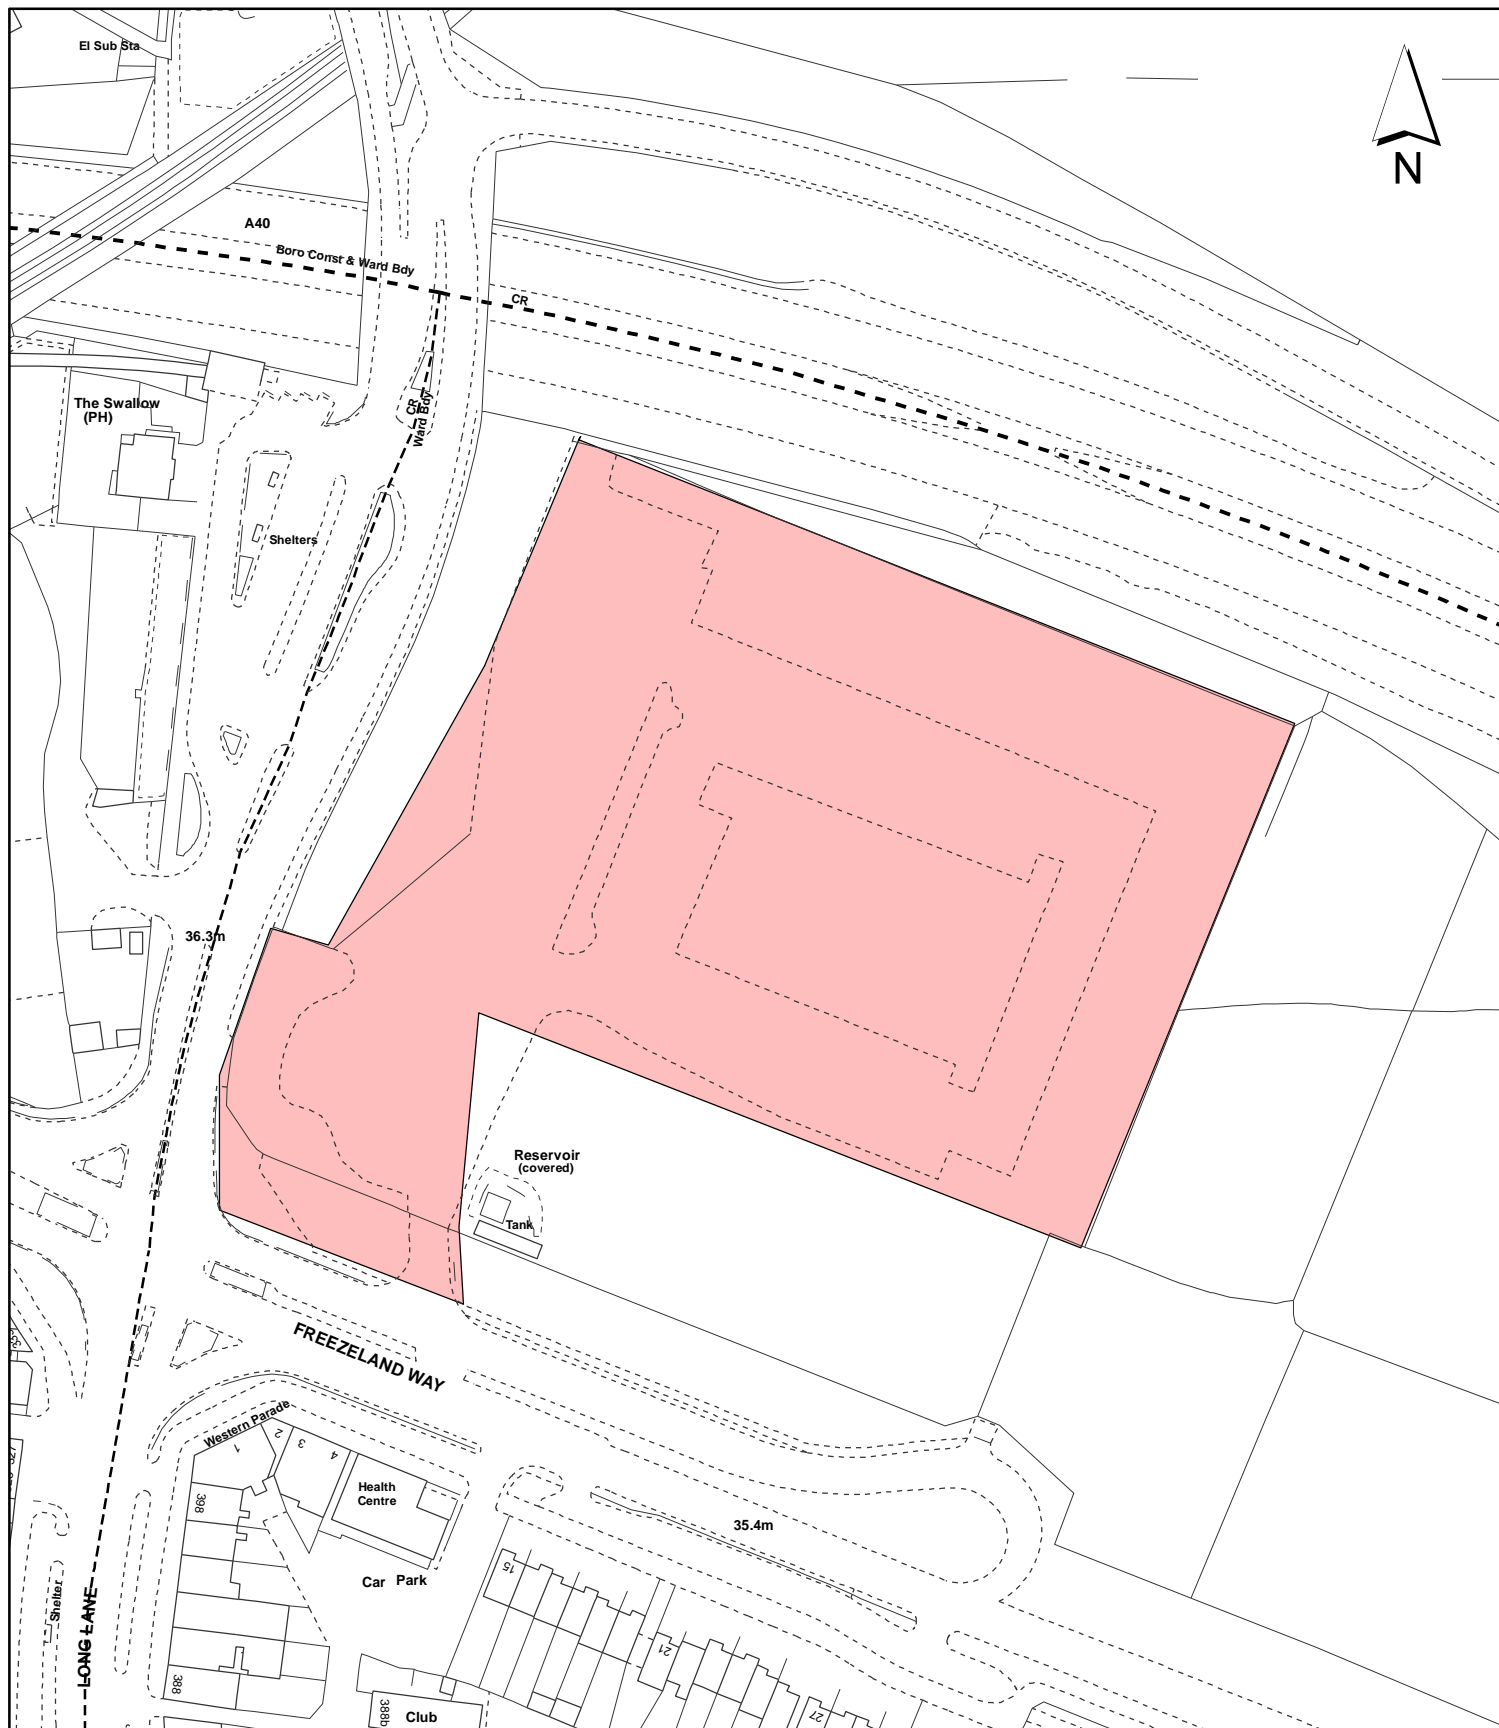 El Sub Sta
N
A40
Boro Const & Ward Bdy
CR
CR
Ward Bdy
The Swallow
(PH)
Shelters
36.3m
Reservoir
(covered)
Tank
FREEZELAND WAY
Western Parade
1
2
3
4
Health
Centre
398
35.4m
15
Car Park
Shelter
LONG LANE
21
388
388b
Club
27